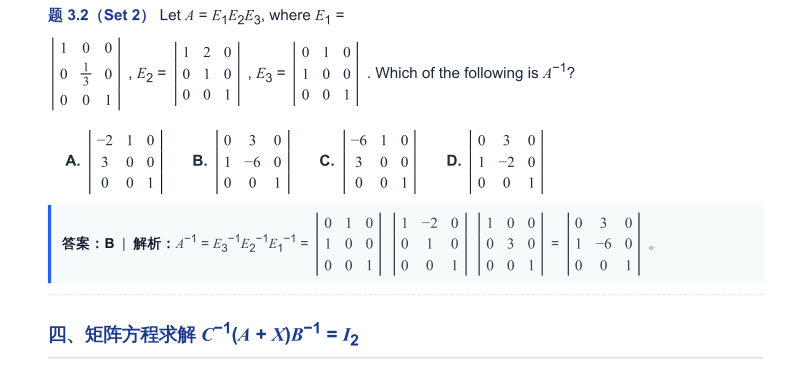 题 3.2（Set 2） Let A = E₁E₂E₃, where E₁ =
|1 0 0; 0 1/3 0; 0 0 1|, E₂ = |1 2 0; 0 1 0; 0 0 1|, E₃ = |0 1 0; 1 0 0; 0 0 1|. Which of the following is A⁻¹?
A. |−2 1 0; 3 0 0; 0 0 1| B. |0 3 0; 1 −6 0; 0 0 1| C. |−6 1 0; 3 0 0; 0 0 1| D. |0 3 0; 1 −2 0; 0 0 1|
答案：B | 解析：A⁻¹ = E₃⁻¹E₂⁻¹E₁⁻¹ = |0 1 0; 1 0 0; 0 0 1| |1 −2 0; 0 1 0; 0 0 1| |1 0 0; 0 3 0; 0 0 1| = |0 3 0; 1 −6 0; 0 0 1|。
四、矩阵方程求解 C⁻¹(A + X)B⁻¹ = I₂